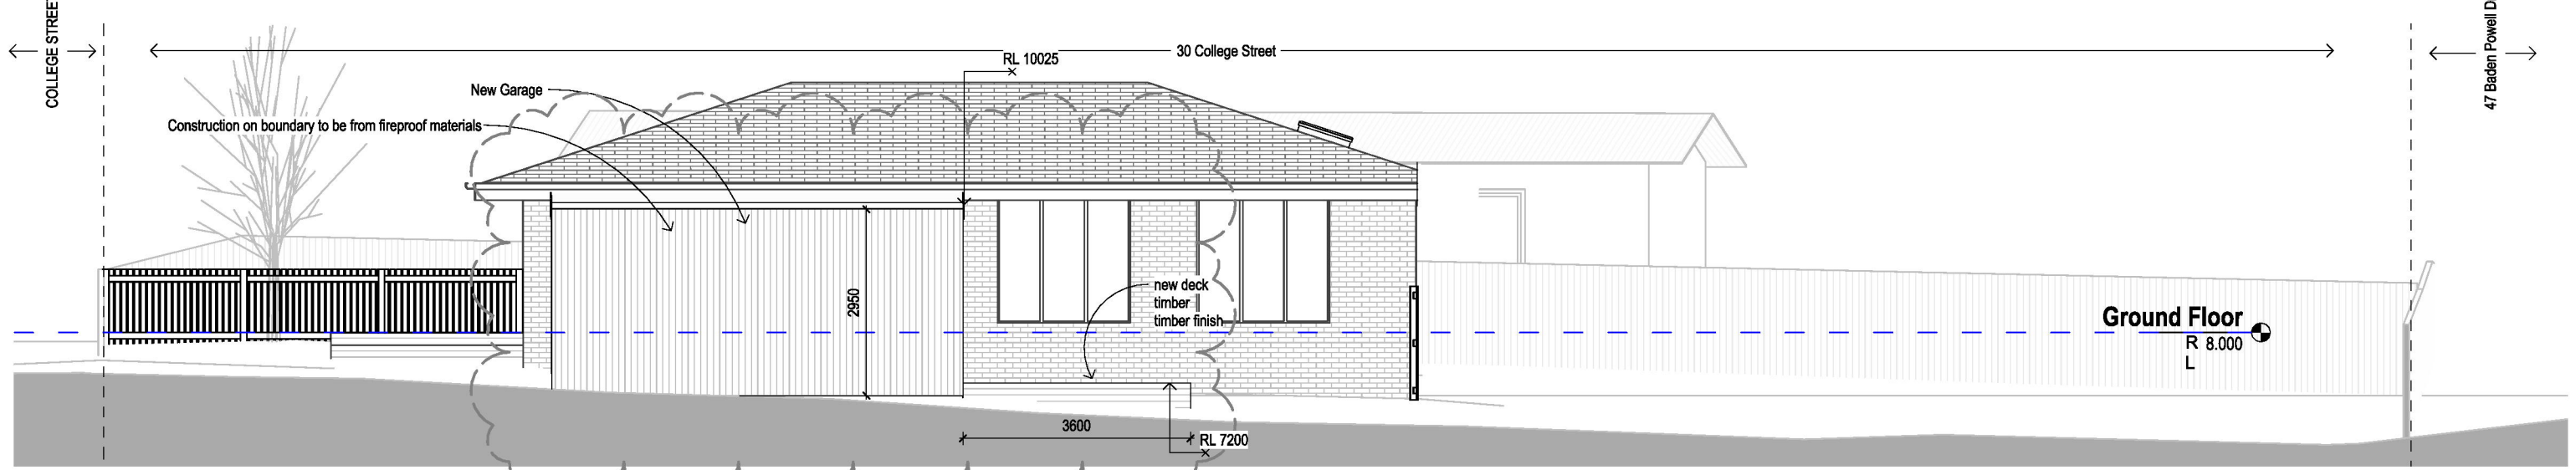 COLLEGE STREET
30 College Street
47 Baden Powell D
RL 10025
New Garage
Construction on boundary to be from fireproof materials
2950
new deck
timber
timber finish
Ground Floor
R 8.000
L
3600
RL 7200